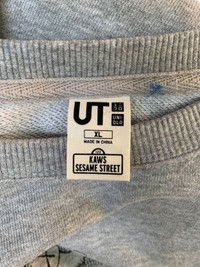 UT
ユニ
クロ
UNI
QLO
XL
MADE IN CHINA
KAWS
SESAME STREET